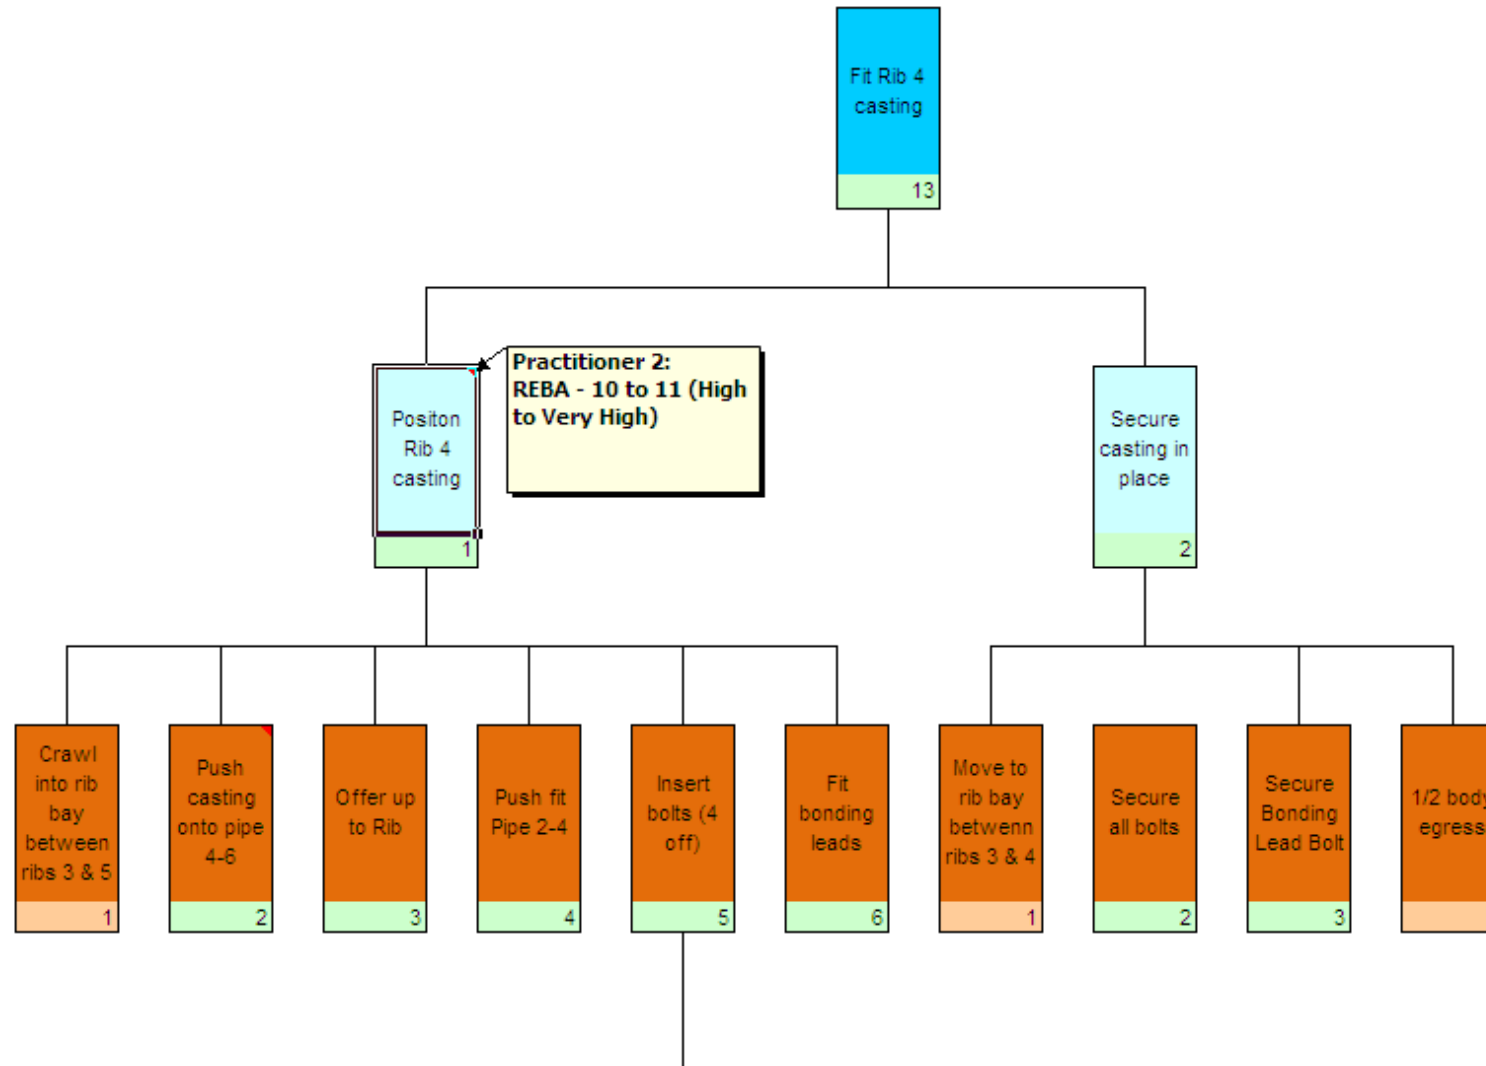 Fit Rib 4
casting
13
Practitioner 2:
REBA - 10 to 11 (High
to Very High)
Positon
Rib 4
casting
1
Secure
casting in
place
2
Crawl
into rib
bay
between
ribs 3 & 5
1
Push
casting
onto pipe
4-6
2
Offer up
to Rib
3
Push fit
Pipe 2-4
4
Insert
bolts (4
off)
5
Fit
bonding
leads
6
Move to
rib bay
betwenn
ribs 3 & 4
1
Secure
all bolts
2
Secure
Bonding
Lead Bolt
3
1/2 body
egress